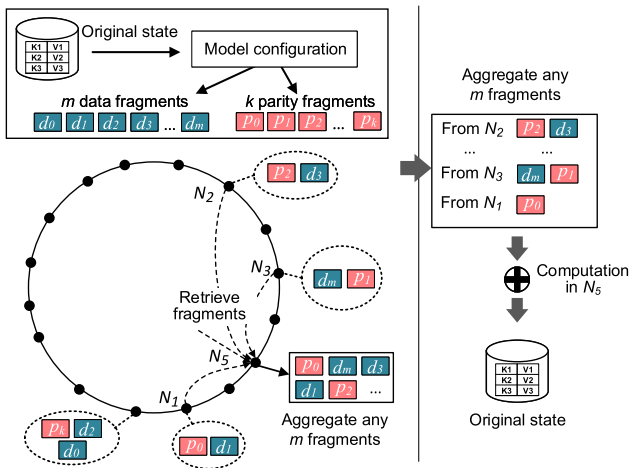 Original state
K1 V1
K2 V2
K3 V3
Model configuration
m data fragments
k parity fragments
d0 d1 d2 d3 ... dm
p0 p1 p2 ... pk
N2
p2 d3
N3
dm p1
Retrieve
fragments
N5
p0 dm d3
d1 p2 ...
Aggregate any
m fragments
N1
p0 d1
pk d2
d0
Aggregate any
m fragments
From N2 p2 d3
... ...
From N3 dm p1
From N1 p0
Computation
in N5
K1 V1
K2 V2
K3 V3
Original state